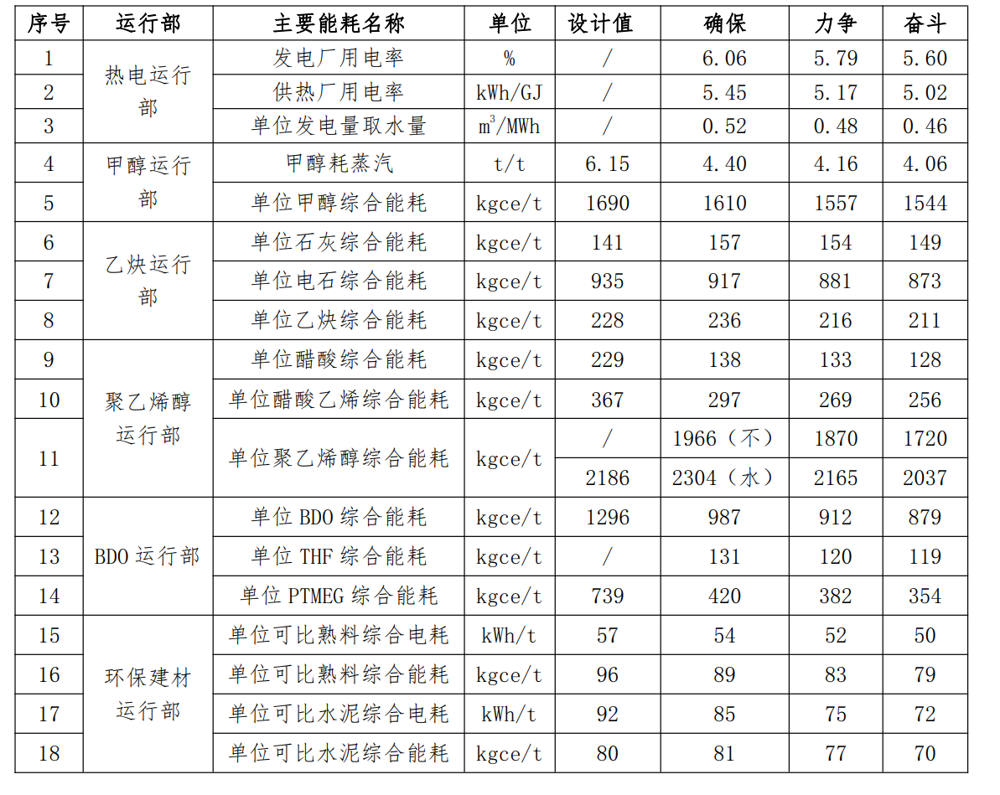 序号 运行部 主要能耗名称 单位 设计值 确保 力争 奋斗
1 热电运行部 发电厂用电率 % / 6.06 5.79 5.60
2 供热厂用电率 kWh/GJ / 5.45 5.17 5.02
3 单位发电量取水量 m³/MWh / 0.52 0.48 0.46
4 甲醇运行部 甲醇耗蒸汽 t/t 6.15 4.40 4.16 4.06
5 单位甲醇综合能耗 kgce/t 1690 1610 1557 1544
6 乙炔运行部 单位石灰综合能耗 kgce/t 141 157 154 149
7 单位电石综合能耗 kgce/t 935 917 881 873
8 单位乙炔综合能耗 kgce/t 228 236 216 211
9 聚乙烯醇运行部 单位醋酸综合能耗 kgce/t 229 138 133 128
10 单位醋酸乙烯综合能耗 kgce/t 367 297 269 256
11 单位聚乙烯醇综合能耗 kgce/t / 1966（不） 1870 1720
2186 2304（水） 2165 2037
12 BDO运行部 单位BDO综合能耗 kgce/t 1296 987 912 879
13 单位THF综合能耗 kgce/t / 131 120 119
14 单位PTMEG综合能耗 kgce/t 739 420 382 354
15 环保建材运行部 单位可比熟料综合电耗 kWh/t 57 54 52 50
16 单位可比熟料综合能耗 kgce/t 96 89 83 79
17 单位可比水泥综合电耗 kWh/t 92 85 75 72
18 单位可比水泥综合能耗 kgce/t 80 81 77 70